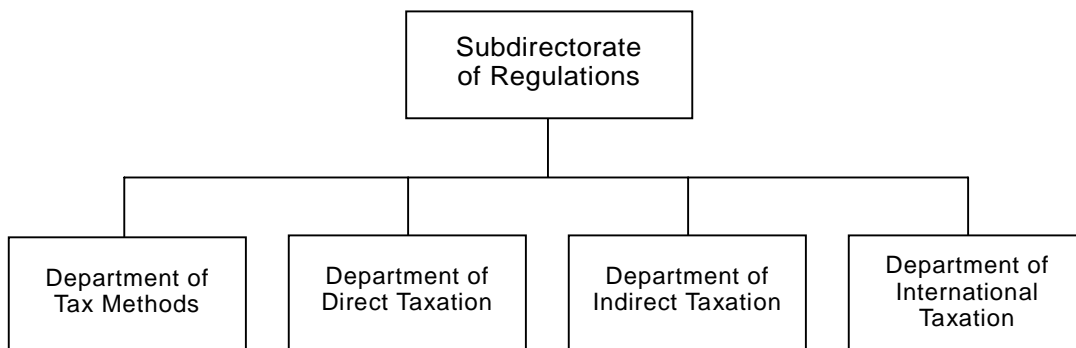 Subdirectorate
of Regulations
Department of
Tax Methods
Department of
Direct Taxation
Department of
Indirect Taxation
Department of
International
Taxation